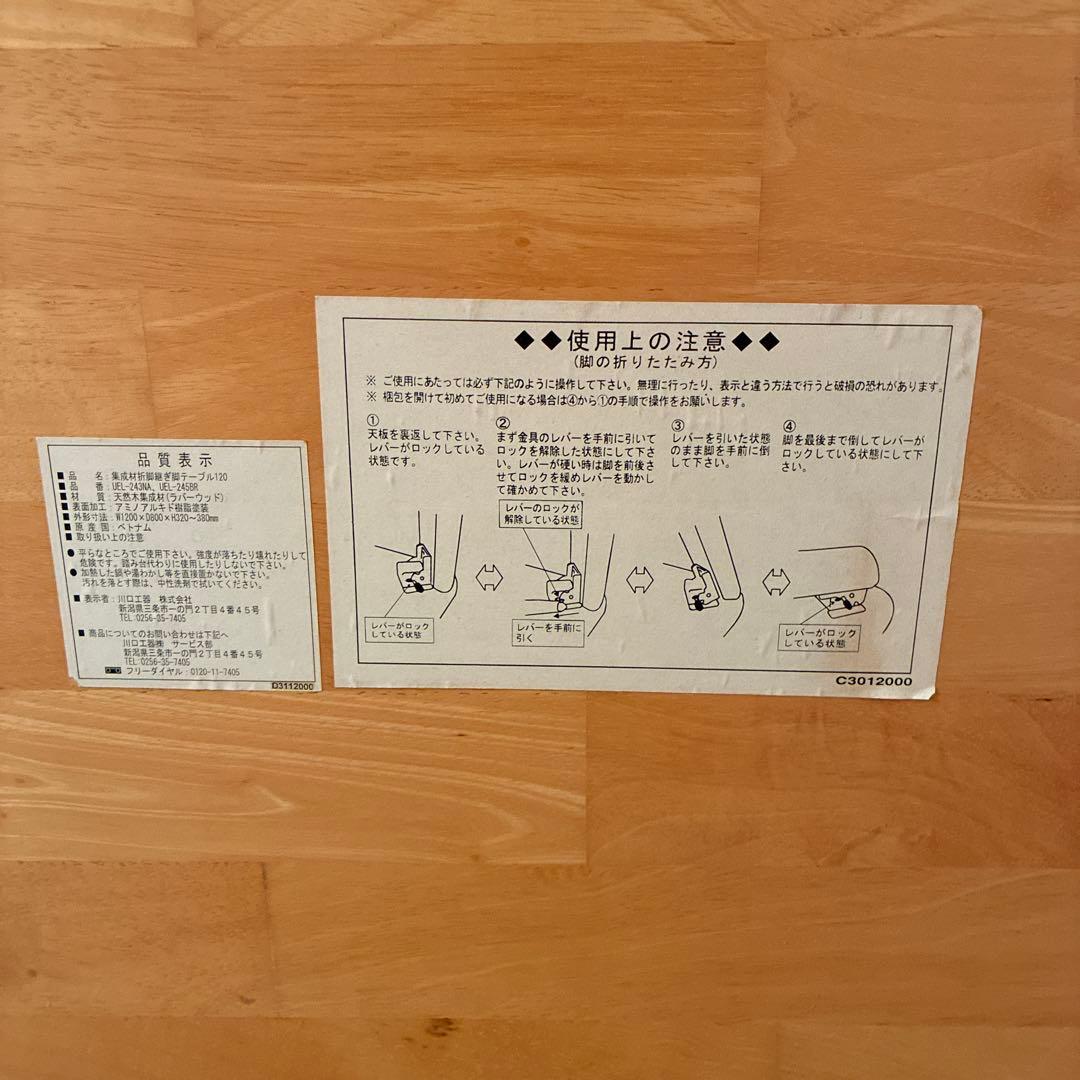 品質表示
■ 品　　名：集成材折脚継ぎ脚テーブル120
■ 品　　番：UEL-243NA、UEL-245BR
■ 材　　質：天然木集成材(ラバーウッド)
■ 表面加工：アミノアルキド樹脂塗装
■ 外形寸法：W1200×D800×H320～380mm
■ 原 産 国：ベトナム
■ 取り扱い上の注意
● 平らなところでご使用下さい。強度が落ちたり壊れたりして
危険です。踏み台代わりに使用したりしないで下さい。
● 加熱した鍋や湯わかし等を直接置かないで下さい。
汚れを落とす際は、中性洗剤で拭いてください。
■ 表示者：川口工器　株式会社
新潟県三条市一の門２丁目４番４５号
TEL:0256-35-7405
■ 商品についてのお問い合わせは下記へ
川口工器㈱　サービス部
新潟県三条市一の門２丁目４番４５号
TEL:0256-35-7405
フリーダイヤル：0120-11-7405
D3112000
◆◆使用上の注意◆◆
(脚の折りたたみ方)
※ ご使用にあたっては必ず下記のように操作して下さい。無理に行ったり、表示と違う方法で行うと破損の恐れがあります。
※ 梱包を開けて初めてご使用になる場合は④から①の手順で操作をお願いします。
①
天板を裏返して下さい。
レバーがロックしている
状態です。
②
まず金具のレバーを手前に引いて
ロックを解除した状態にして下さ
い。レバーが硬い時は脚を前後さ
せてロックを緩めレバーを動かし
て確かめて下さい。
③
レバーを引いた状態
のまま脚を手前に倒
して下さい。
④
脚を最後まで倒してレバーが
ロックしている状態にして下
さい。
レバーのロックが
解除している状態
レバーがロック
している状態
レバーを手前に
引く
レバーがロック
している状態
C3012000